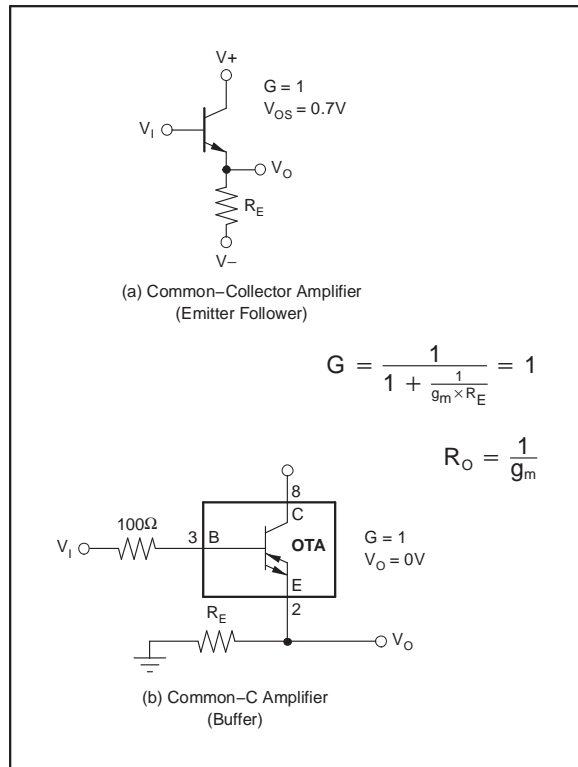 V+
G = 1
V_OS = 0.7V
V_I
V_O
R_E
V−
(a) Common−Collector Amplifier
(Emitter Follower)
G = 1 / (1 + 1 / (g_m × R_E)) = 1
R_O = 1 / g_m
8
C
100Ω
3 B
OTA
G = 1
V_O = 0V
V_I
E
2
R_E
V_O
(b) Common−C Amplifier
(Buffer)